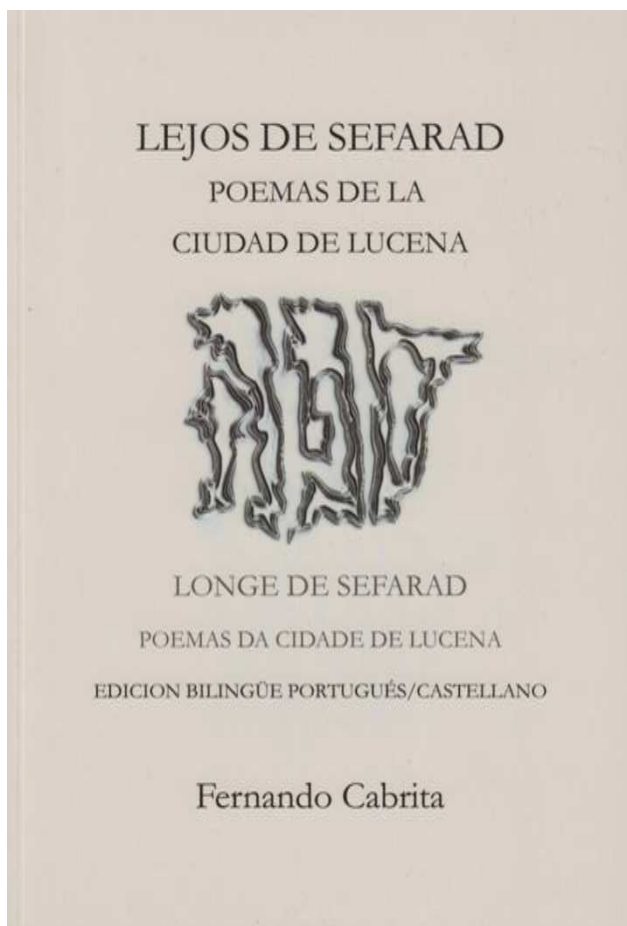 LEJOS DE SEFARAD
POEMAS DE LA
CIUDAD DE LUCENA
LONGE DE SEFARAD
POEMAS DA CIDADE DE LUCENA
EDICION BILINGÜE PORTUGUÉS/CASTELLANO
Fernando Cabrita